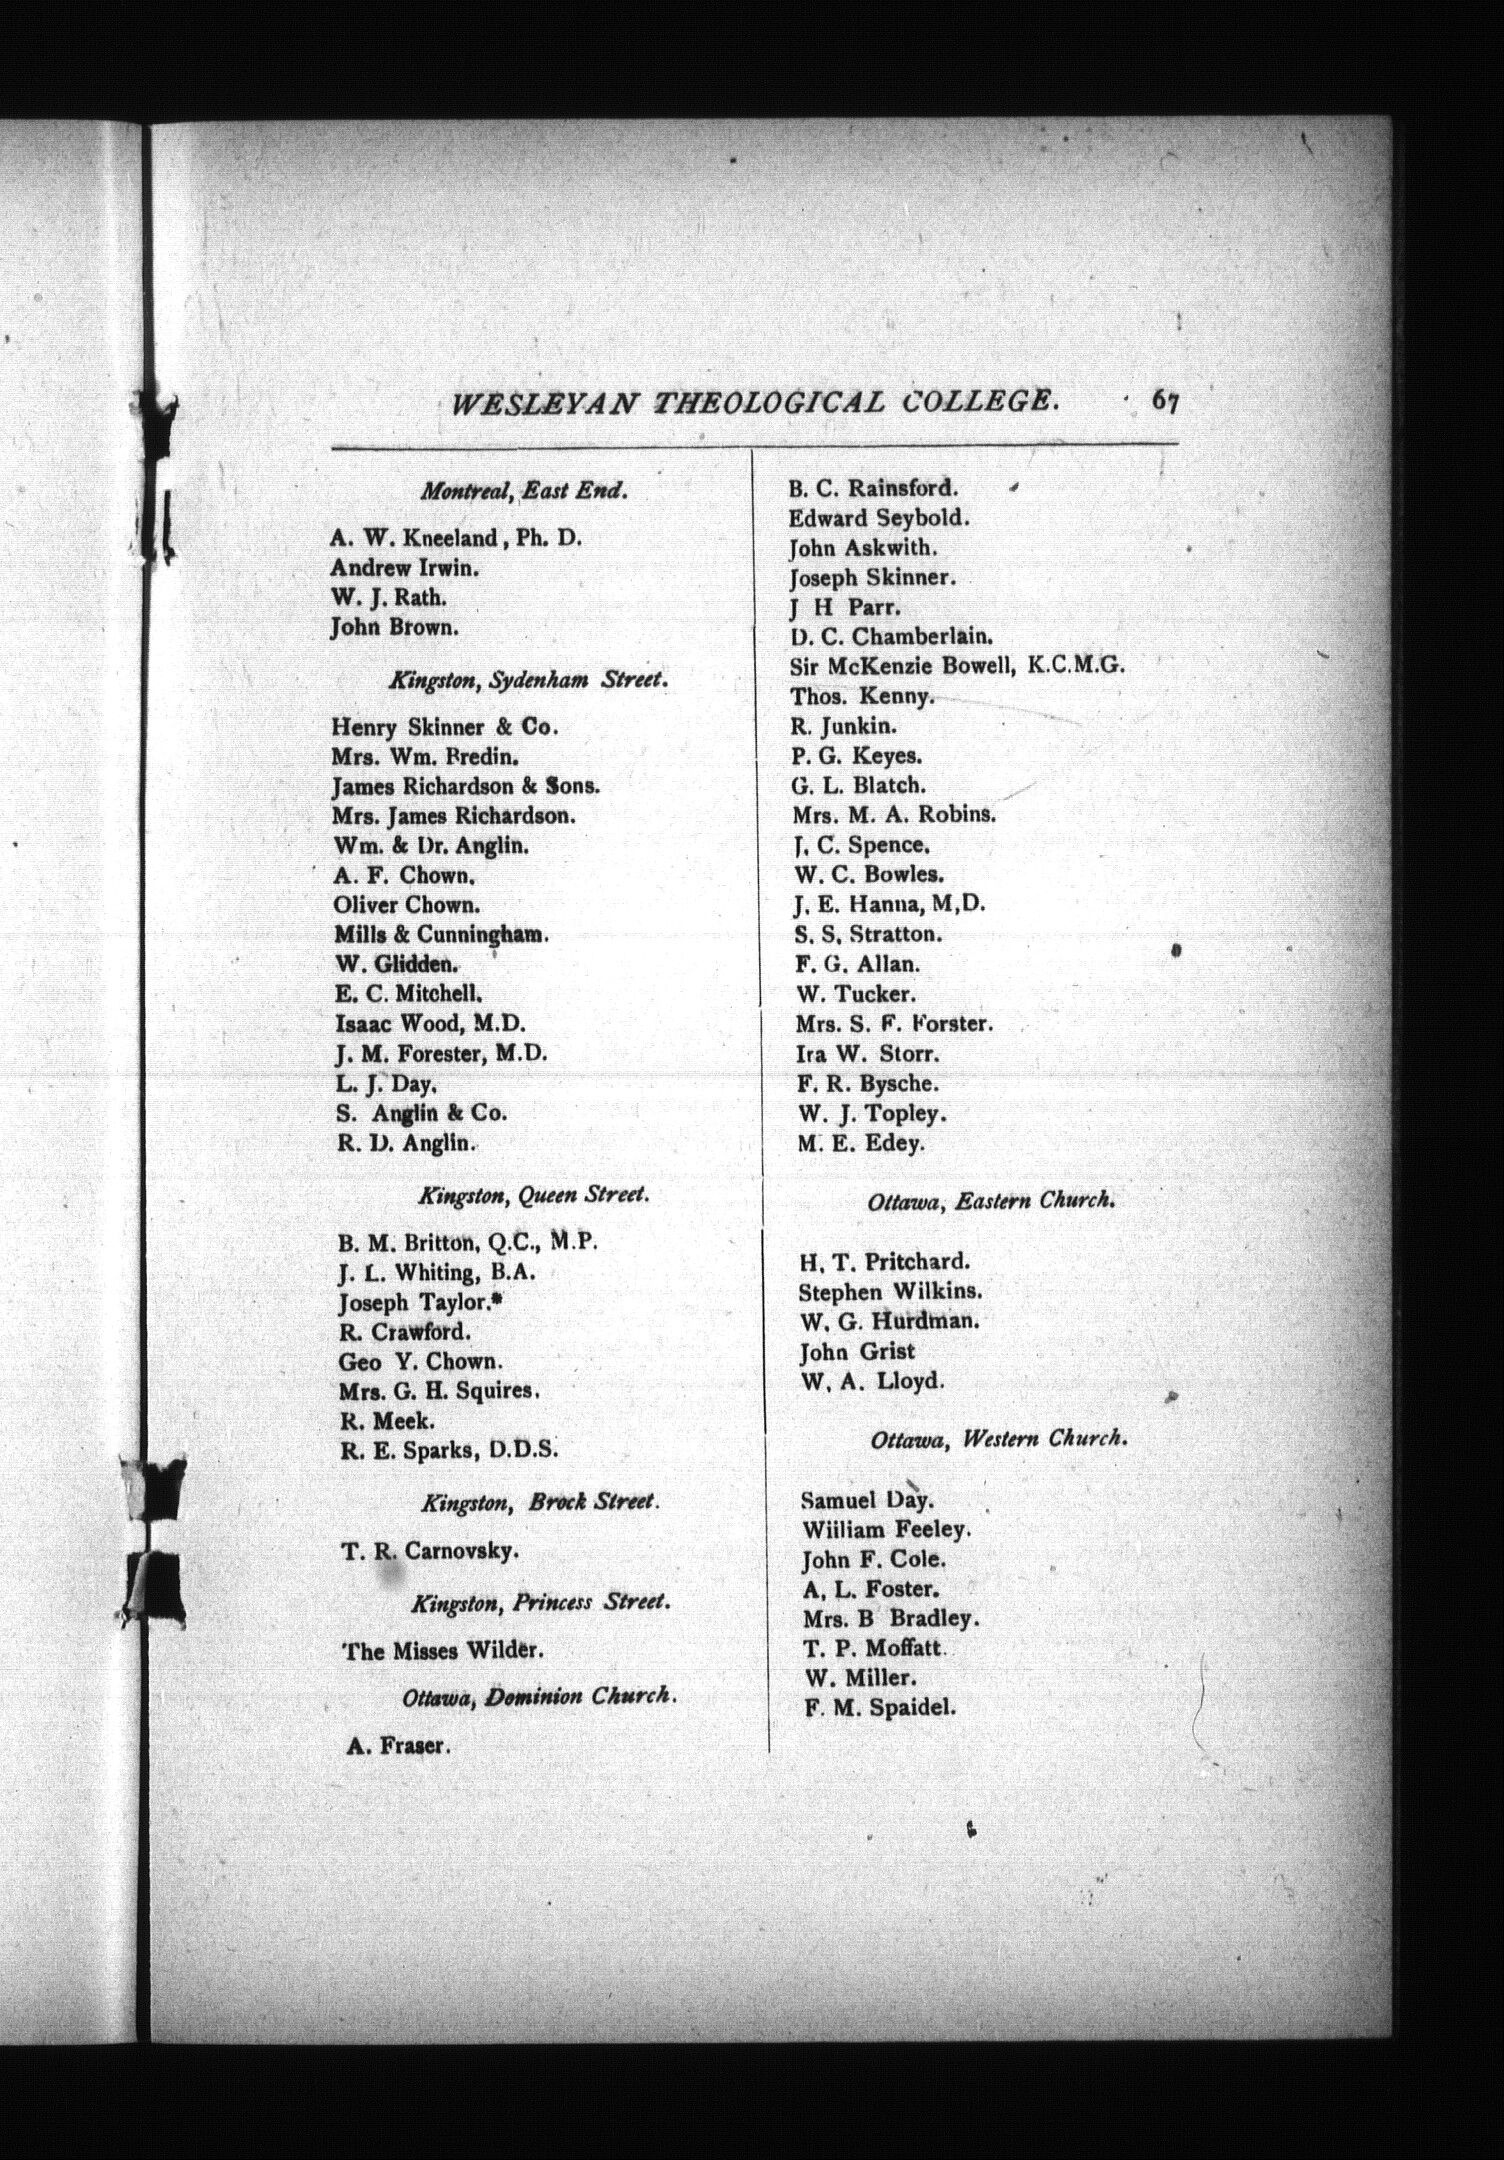 WESLEYAN THEOLOGICAL COLLEGE. 67
Montreal, East End.
A. W. Kneeland, Ph. D.
Andrew Irwin.
W. J. Rath.
John Brown.
Kingston, Sydenham Street.
Henry Skinner & Co.
Mrs. Wm. Bredin.
James Richardson & Sons.
Mrs. James Richardson.
Wm. & Dr. Anglin.
A. F. Chown.
Oliver Chown.
Mills & Cunningham.
W. Glidden.
E. C. Mitchell.
Isaac Wood, M.D.
J. M. Forester, M.D.
L. J. Day.
S. Anglin & Co.
R. D. Anglin.
Kingston, Queen Street.
B. M. Britton, Q.C., M.P.
J. L. Whiting, B.A.
Joseph Taylor.*
R. Crawford.
Geo Y. Chown.
Mrs. G. H. Squires.
R. Meek.
R. E. Sparks, D.D.S.
Kingston, Brock Street.
T. R. Carnovsky.
Kingston, Princess Street.
The Misses Wilder.
Ottawa, Dominion Church.
A. Fraser.
B. C. Rainsford.
Edward Seybold.
John Askwith.
Joseph Skinner.
J H Parr.
D. C. Chamberlain.
Sir McKenzie Bowell, K.C.M.G.
Thos. Kenny.
R. Junkin.
P. G. Keyes.
G. L. Blatch.
Mrs. M. A. Robins.
J. C. Spence.
W. C. Bowles.
J. E. Hanna, M,D.
S. S. Stratton.
F. G. Allan.
W. Tucker.
Mrs. S. F. Forster.
Ira W. Storr.
F. R. Bysche.
W. J. Topley.
M. E. Edey.
Ottawa, Eastern Church.
H. T. Pritchard.
Stephen Wilkins.
W. G. Hurdman.
John Grist
W. A. Lloyd.
Ottawa, Western Church.
Samuel Day.
Wiiliam Feeley.
John F. Cole.
A. L. Foster.
Mrs. B Bradley.
T. P. Moffatt.
W. Miller.
F. M. Spaidel.